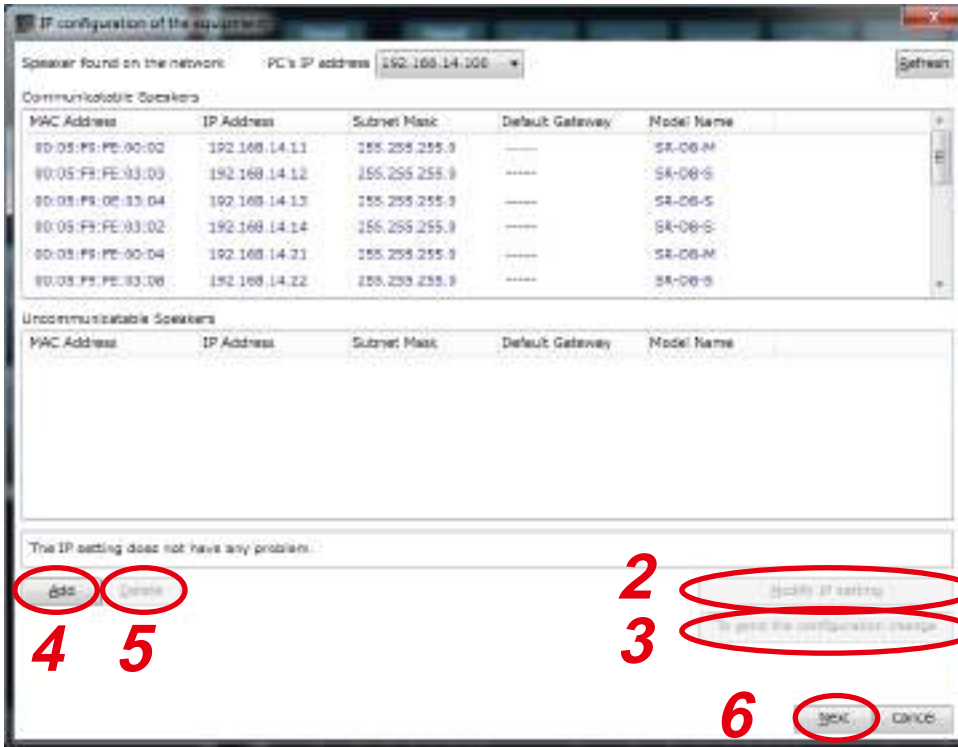 IP configuration of the equipment
Speaker found on the network PC's IP address 192.168.14.100 Refresh
Communicatable Speakers
MAC Address IP Address Subnet Mask Default Gateway Model Name
192.168.14.11 255.255.255.0 ----- SR-D8-M
192.168.14.12 255.255.255.0 ----- SR-D8-S
192.168.14.13 255.255.255.0 ----- SR-D8-S
192.168.14.14 255.255.255.0 ----- SR-D8-S
192.168.14.21 255.255.255.0 ----- SR-D8-M
192.168.14.22 255.255.255.0 ----- SR-D8-S
Uncommunicatable Speakers
MAC Address IP Address Subnet Mask Default Gateway Model Name
The IP setting does not have any problem.
Add Delete 2 Modify IP setting
4 5 3 To send the configuration change
6 Next Cancel